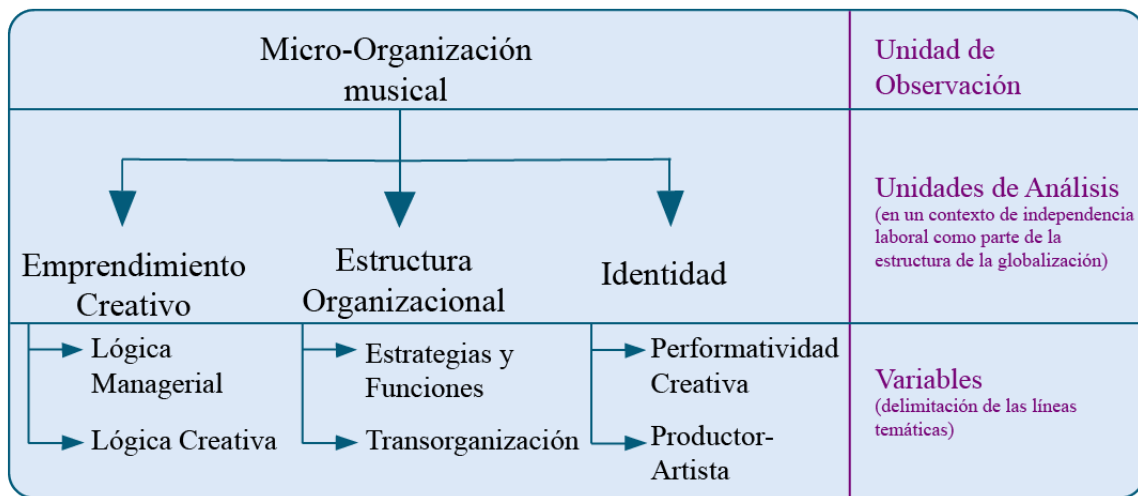 Micro-Organización
musical
Unidad de
Observación
Emprendimiento
Creativo
Estructura
Organizacional
Identidad
Unidades de Análisis
(en un contexto de independencia
laboral como parte de la
estructura de la globalización)
Lógica
Managerial
Lógica Creativa
Estrategias y
Funciones
Transorganización
Performatividad
Creativa
Productor-
Artista
Variables
(delimitación de las líneas
temáticas)